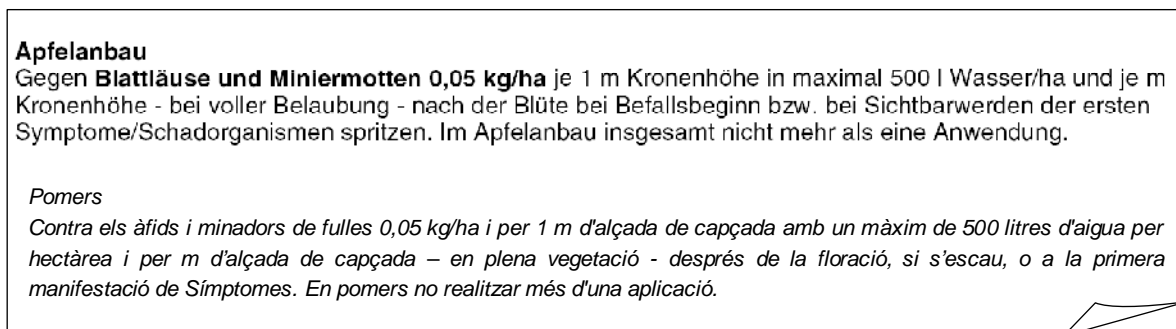 Apfelanbau
Gegen Blattläuse und Miniermotten 0,05 kg/ha je 1 m Kronenhöhe in maximal 500 l Wasser/ha und je m
Kronenhöhe - bei voller Belaubung - nach der Blüte bei Befallsbeginn bzw. bei Sichtbarwerden der ersten
Symptome/Schadorganismen spritzen. Im Apfelanbau insgesamt nicht mehr als eine Anwendung.
Pomers
Contra els àfids i minadors de fulles 0,05 kg/ha i per 1 m d'alçada de capçada amb un màxim de 500 litres d'aigua per
hectàrea i per m d’alçada de capçada – en plena vegetació - després de la floració, si s’escau, o a la primera
manifestació de Símptomes. En pomers no realitzar més d'una aplicació.